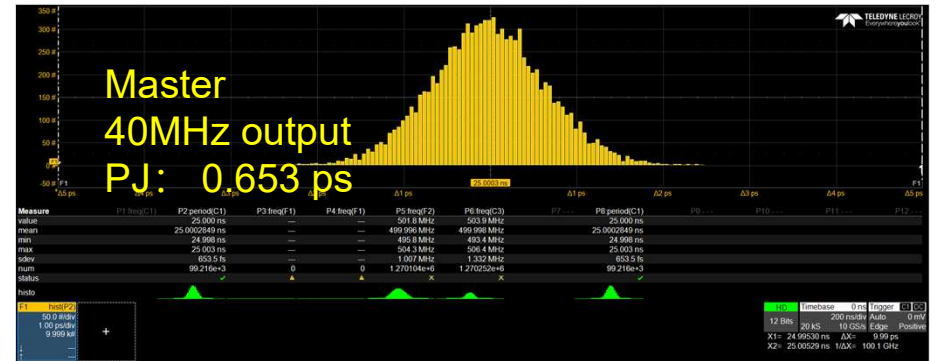 350 #
300 #
250 #
200 #
150 #
100 #
50 #
0 #
-50 #
TELEDYNE LECROY
Everywhereyoulook
Master
40MHz output
PJ： 0.653 ps
F1
Δ5 ps Δ4 ps Δ3 ps Δ2 ps Δ1 ps 25.0003 ns Δ1 ps Δ2 ps Δ3 ps Δ4 ps Δ5 ps
F1
Measure P1:freq(C1) P2:period(C1) P3:freq(F1) P4:freq(F1) P5:freq(F2) P6:freq(C3) P7:- - - P8:period(C1) P9:- - - P10:- - - P11:- - - P12:- - -
value 25.000 ns --- --- 501.8 MHz 503.9 MHz 25.000 ns
mean 25.0002849 ns --- --- 499.996 MHz 499.998 MHz 25.0002849 ns
min 24.998 ns --- --- 495.8 MHz 493.4 MHz 24.998 ns
max 25.003 ns --- --- 504.3 MHz 506.4 MHz 25.003 ns
sdev 653.5 fs --- --- 1.007 MHz 1.332 MHz 653.5 fs
num 99.216e+3 0 0 1.270104e+6 1.270252e+6 99.216e+3
status
histo
F1 hist(P2)
50.0 #/div
1.00 ps/div
9.999 k#
+
HD Timebase 0 ns Trigger C1 DC
12 Bits 200 ns/div Auto 0 mV
20 kS 10 GS/s Edge Positive
X1= 24.99530 ns ΔX= 9.99 ps
X2= 25.00529 ns 1/ΔX= 100.1 GHz